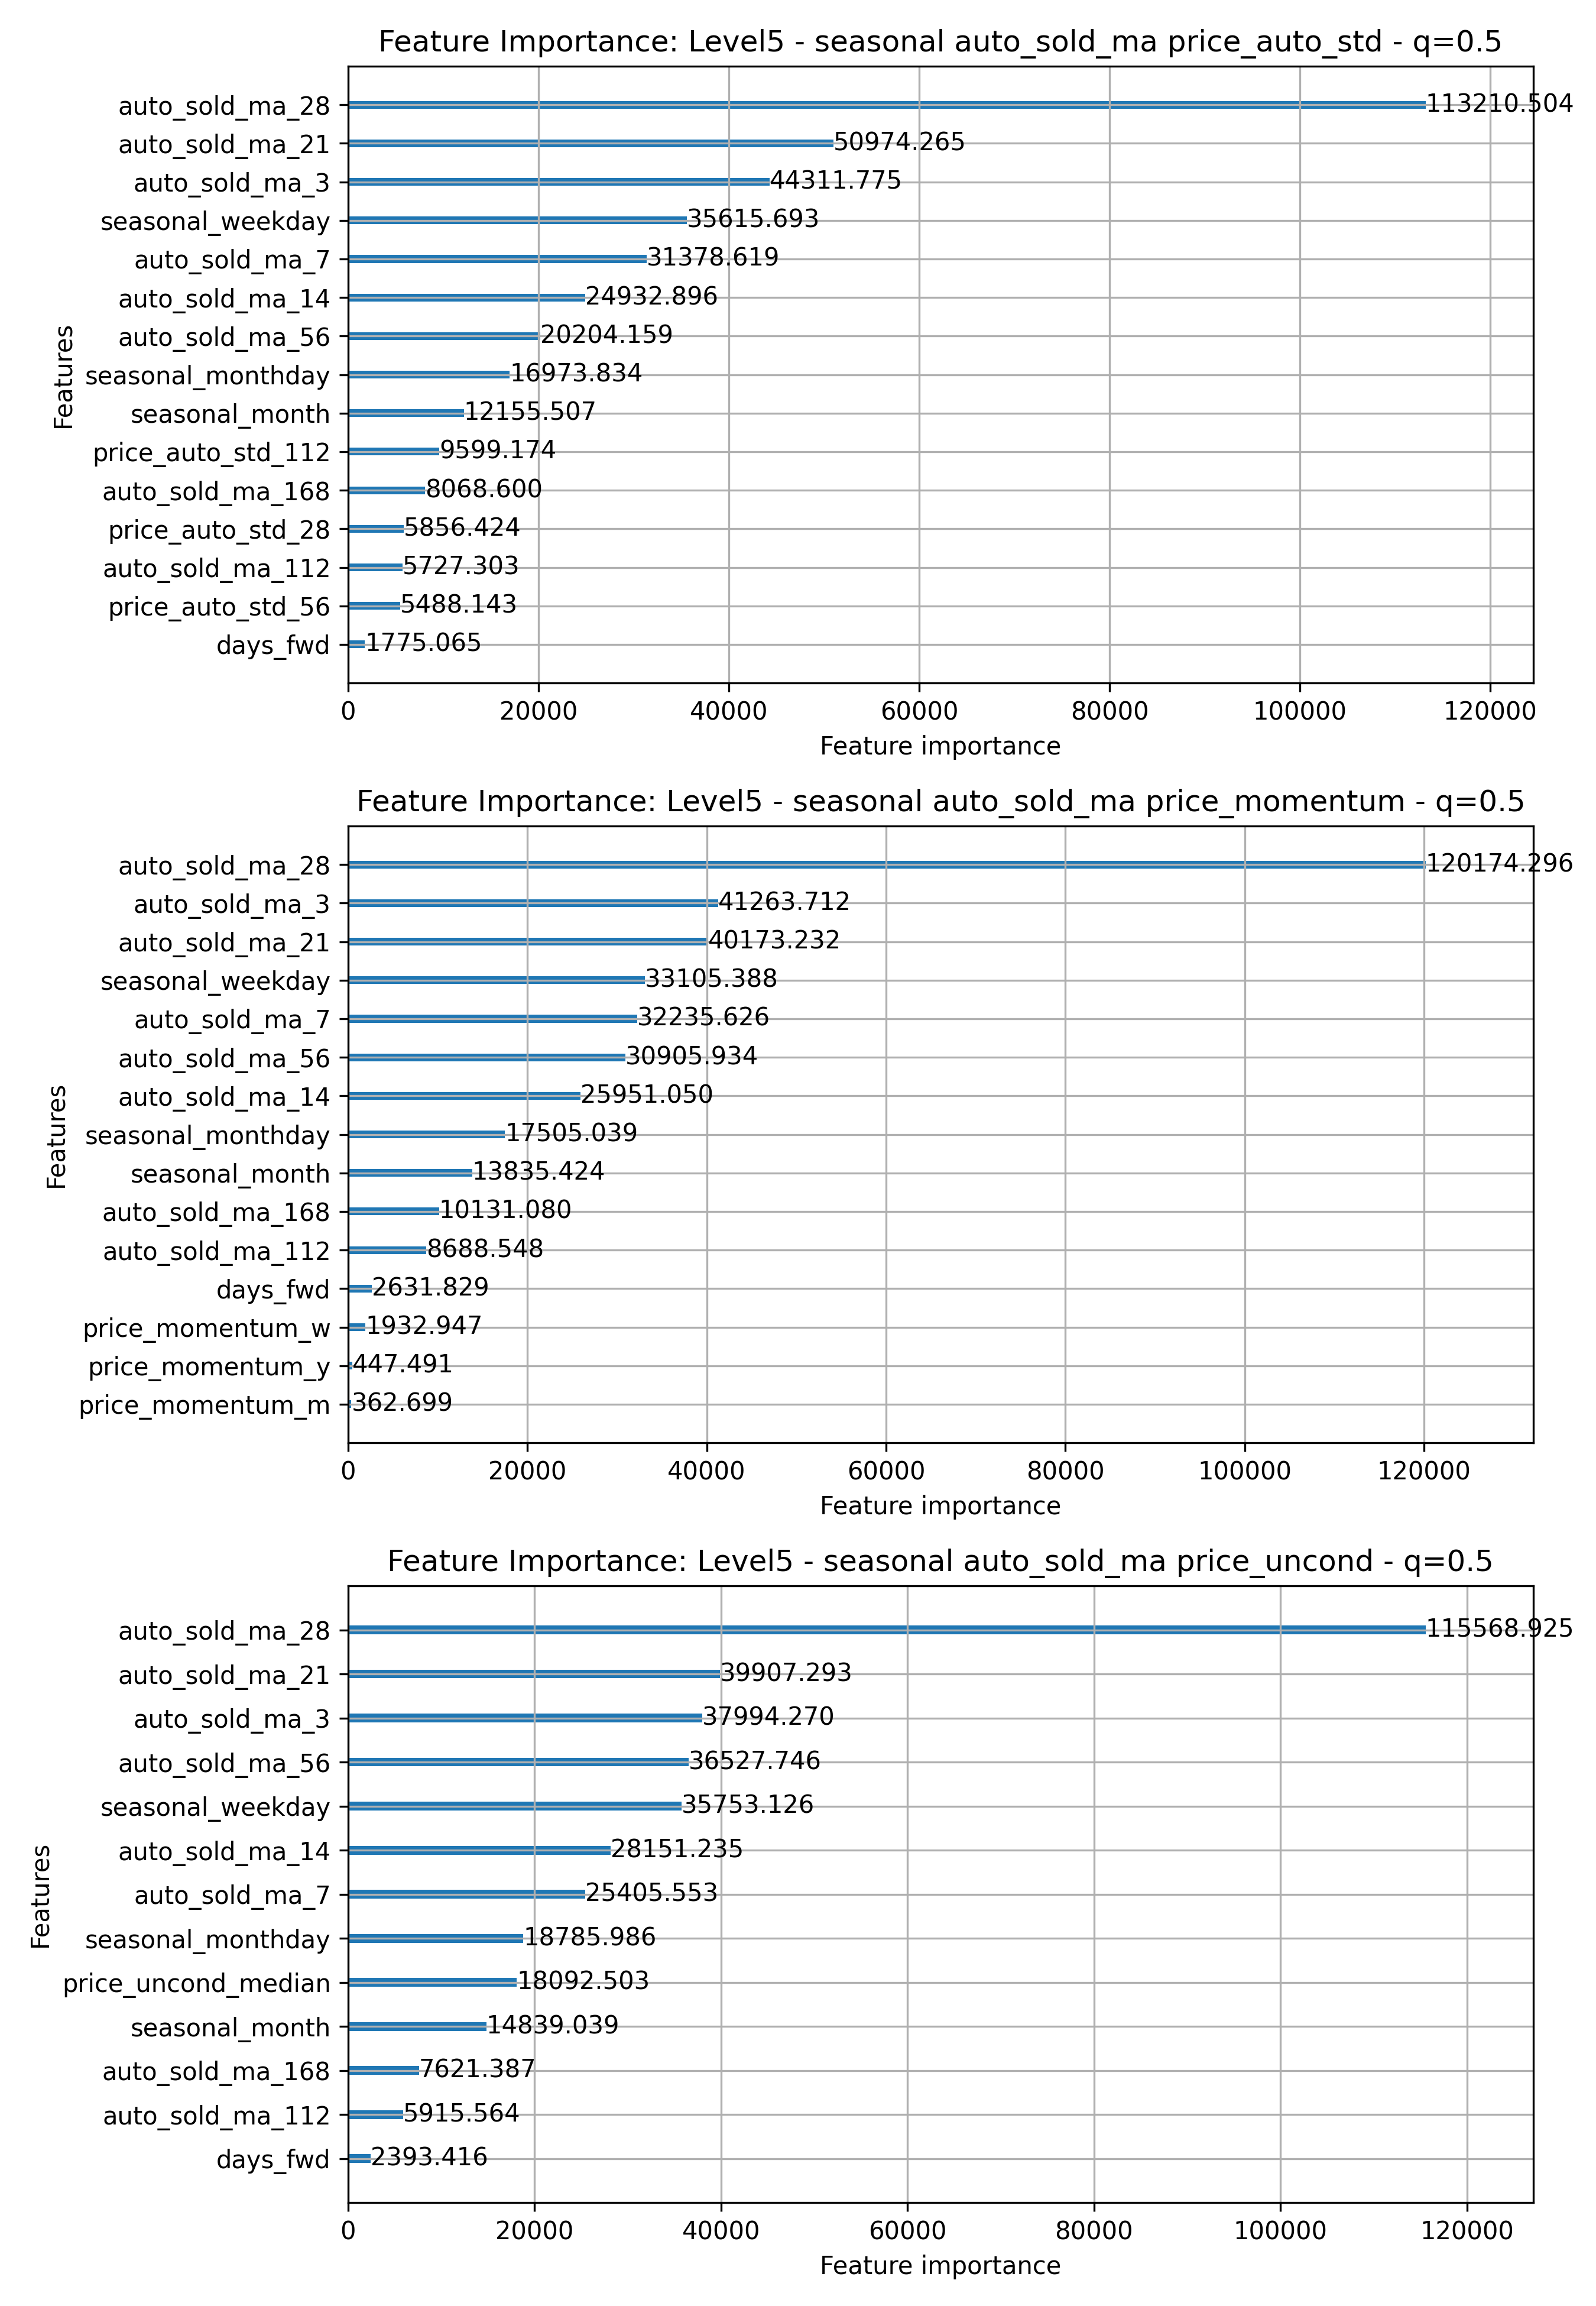 Feature Importance: Level5 - seasonal auto_sold_ma price_auto_std - q=0.5
Features
auto_sold_ma_28 113210.504
auto_sold_ma_21 50974.265
auto_sold_ma_3 44311.775
seasonal_weekday 35615.693
auto_sold_ma_7 31378.619
auto_sold_ma_14 24932.896
auto_sold_ma_56 20204.159
seasonal_monthday 16973.834
seasonal_month 12155.507
price_auto_std_112 9599.174
auto_sold_ma_168 8068.600
price_auto_std_28 5856.424
auto_sold_ma_112 5727.303
price_auto_std_56 5488.143
days_fwd 1775.065
0 20000 40000 60000 80000 100000 120000
Feature importance
Feature Importance: Level5 - seasonal auto_sold_ma price_momentum - q=0.5
Features
auto_sold_ma_28 120174.296
auto_sold_ma_3 41263.712
auto_sold_ma_21 40173.232
seasonal_weekday 33105.388
auto_sold_ma_7 32235.626
auto_sold_ma_56 30905.934
auto_sold_ma_14 25951.050
seasonal_monthday 17505.039
seasonal_month 13835.424
auto_sold_ma_168 10131.080
auto_sold_ma_112 8688.548
days_fwd 2631.829
price_momentum_w 1932.947
price_momentum_y 447.491
price_momentum_m 362.699
0 20000 40000 60000 80000 100000 120000
Feature importance
Feature Importance: Level5 - seasonal auto_sold_ma price_uncond - q=0.5
Features
auto_sold_ma_28 115568.925
auto_sold_ma_21 39907.293
auto_sold_ma_3 37994.270
auto_sold_ma_56 36527.746
seasonal_weekday 35753.126
auto_sold_ma_14 28151.235
auto_sold_ma_7 25405.553
seasonal_monthday 18785.986
price_uncond_median 18092.503
seasonal_month 14839.039
auto_sold_ma_168 7621.387
auto_sold_ma_112 5915.564
days_fwd 2393.416
0 20000 40000 60000 80000 100000 120000
Feature importance